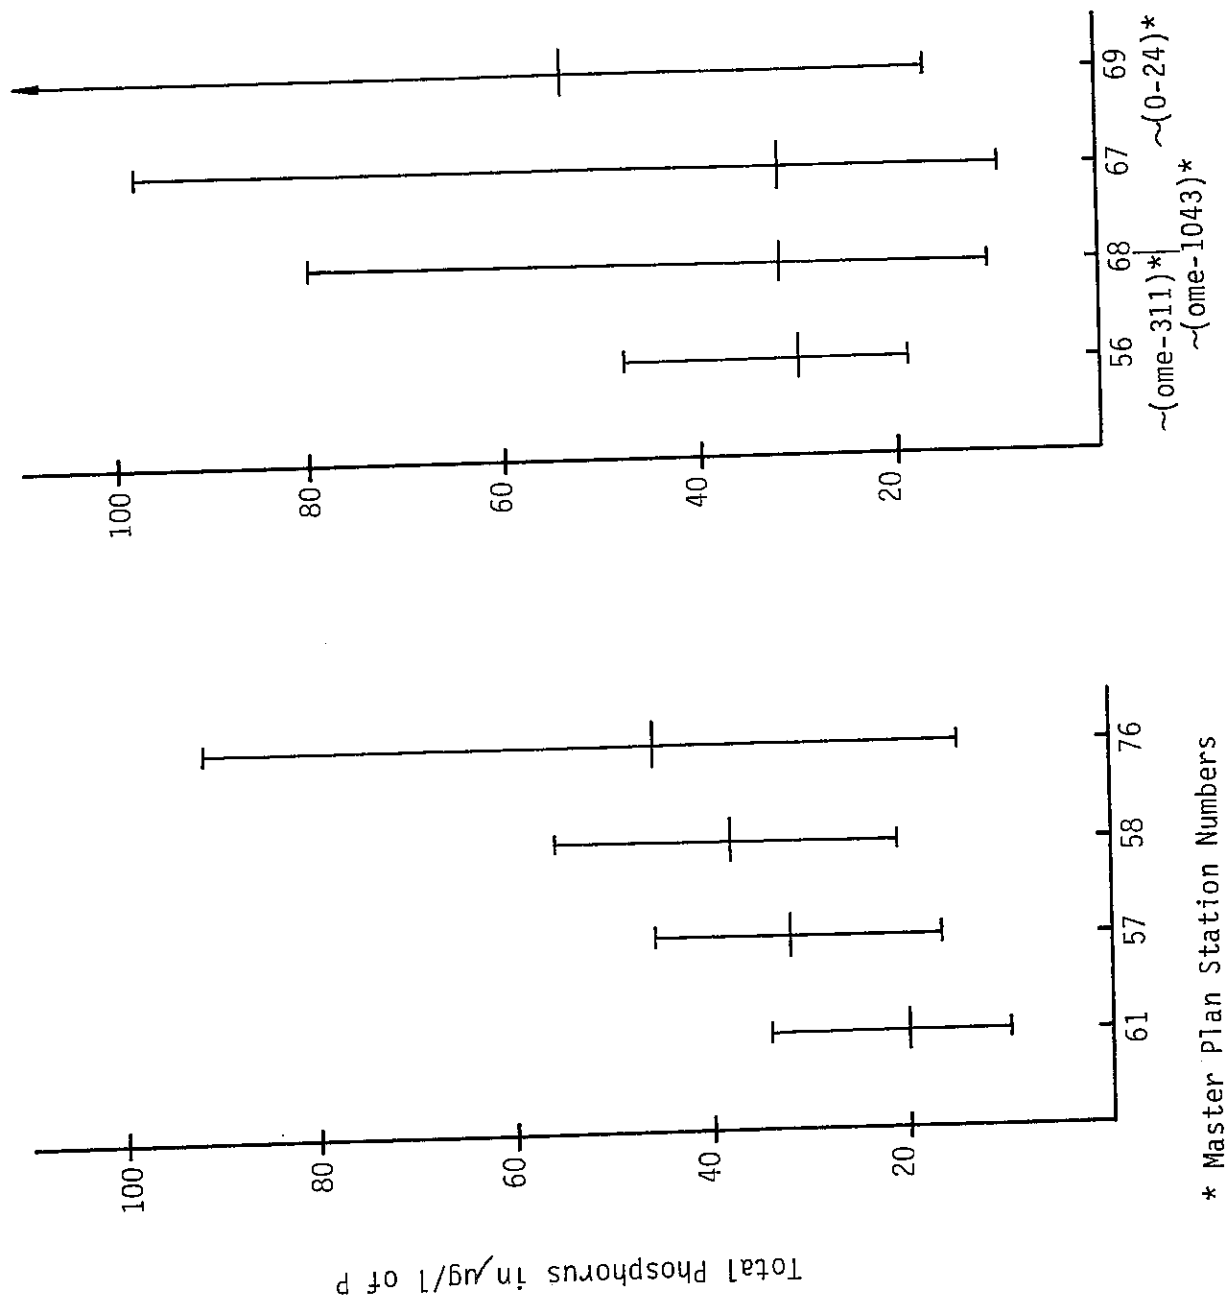 Total Phosphorus in µg/l of P
100
80
60
40
20
61 57 58 76
100
80
60
40
20
56 68 67 69
~(ome-311)* ~(0-24)*
~(ome-1043)*
* Master Plan Station Numbers